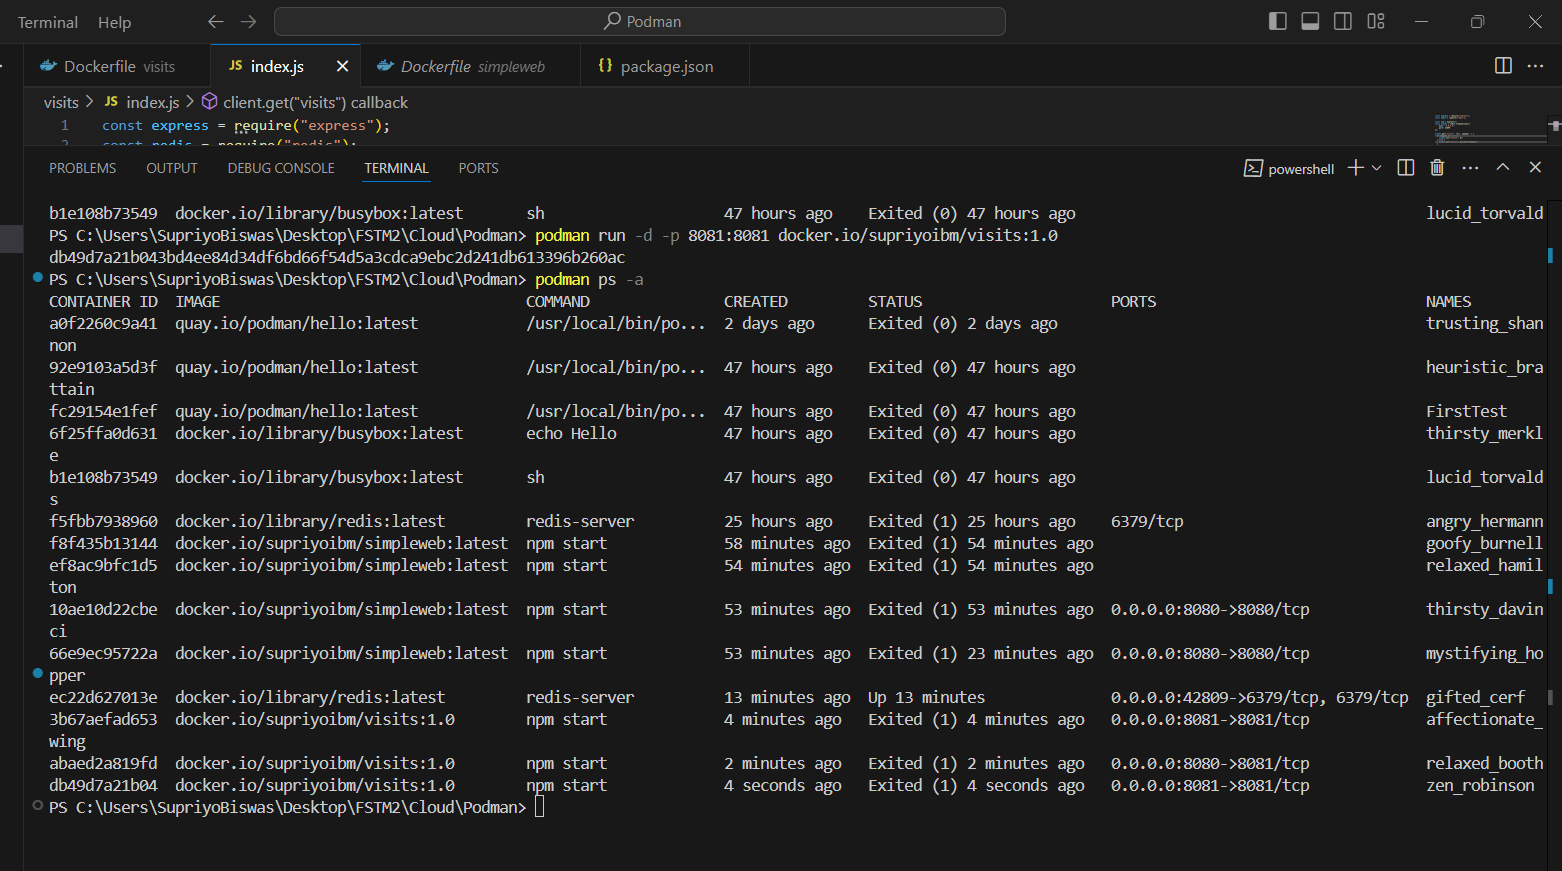 Terminal Help
Podman
Dockerfile visits
JS index.js
Dockerfile simpleweb
{} package.json
visits > JS index.js > client.get("visits") callback
1 const express = require("express");
2 const redis = require("redis");
PROBLEMS OUTPUT DEBUG CONSOLE TERMINAL PORTS
powershell
b1e108b73549 docker.io/library/busybox:latest sh 47 hours ago Exited (0) 47 hours ago lucid_torvald
PS C:\Users\SupriyoBiswas\Desktop\FSTM2\Cloud\Podman> podman run -d -p 8081:8081 docker.io/supriyoibm/visits:1.0
db49d7a21b043bd4ee84d34df6bd66f54d5a3cdca9ebc2d241db613396b260ac
PS C:\Users\SupriyoBiswas\Desktop\FSTM2\Cloud\Podman> podman ps -a
CONTAINER ID IMAGE COMMAND CREATED STATUS PORTS NAMES
a0f2260c9a41 quay.io/podman/hello:latest /usr/local/bin/po... 2 days ago Exited (0) 2 days ago trusting_shan
non
92e9103a5d3f quay.io/podman/hello:latest /usr/local/bin/po... 47 hours ago Exited (0) 47 hours ago heuristic_bra
ttain
fc29154e1fef quay.io/podman/hello:latest /usr/local/bin/po... 47 hours ago Exited (0) 47 hours ago FirstTest
6f25ffa0d631 docker.io/library/busybox:latest echo Hello 47 hours ago Exited (0) 47 hours ago thirsty_merkl
e
b1e108b73549 docker.io/library/busybox:latest sh 47 hours ago Exited (0) 47 hours ago lucid_torvald
s
f5fbb7938960 docker.io/library/redis:latest redis-server 25 hours ago Exited (1) 25 hours ago 6379/tcp angry_hermann
f8f435b13144 docker.io/supriyoibm/simpleweb:latest npm start 58 minutes ago Exited (1) 54 minutes ago goofy_burnell
ef8ac9bfc1d5 docker.io/supriyoibm/simpleweb:latest npm start 54 minutes ago Exited (1) 54 minutes ago relaxed_hamil
ton
10ae10d22cbe docker.io/supriyoibm/simpleweb:latest npm start 53 minutes ago Exited (1) 53 minutes ago 0.0.0.0:8080->8080/tcp thirsty_davin
ci
66e9ec95722a docker.io/supriyoibm/simpleweb:latest npm start 53 minutes ago Exited (1) 23 minutes ago 0.0.0.0:8080->8080/tcp mystifying_ho
pper
ec22d627013e docker.io/library/redis:latest redis-server 13 minutes ago Up 13 minutes 0.0.0.0:42809->6379/tcp, 6379/tcp gifted_cerf
3b67aefad653 docker.io/supriyoibm/visits:1.0 npm start 4 minutes ago Exited (1) 4 minutes ago 0.0.0.0:8081->8081/tcp affectionate_
wing
abaed2a819fd docker.io/supriyoibm/visits:1.0 npm start 2 minutes ago Exited (1) 2 minutes ago 0.0.0.0:8080->8081/tcp relaxed_booth
db49d7a21b04 docker.io/supriyoibm/visits:1.0 npm start 4 seconds ago Exited (1) 4 seconds ago 0.0.0.0:8081->8081/tcp zen_robinson
PS C:\Users\SupriyoBiswas\Desktop\FSTM2\Cloud\Podman>